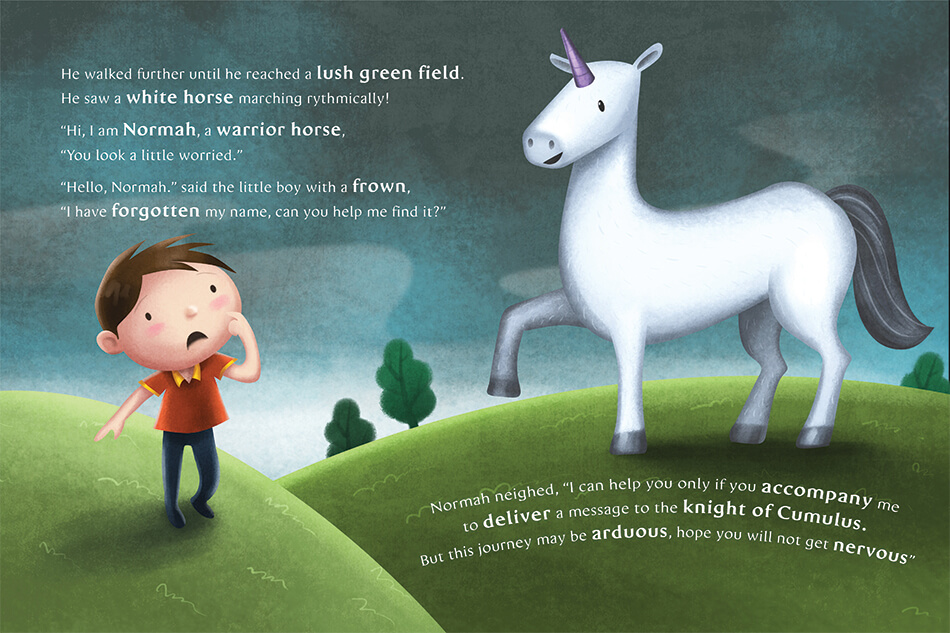 He walked further until he reached a lush green field.
He saw a white horse marching rythmically!
“Hi, I am Normah, a warrior horse,
“You look a little worried.”
“Hello, Normah.” said the little boy with a frown,
“I have forgotten my name, can you help me find it?”
Normah neighed, “I can help you only if you accompany me
to deliver a message to the knight of Cumulus.
But this journey may be arduous, hope you will not get nervous”